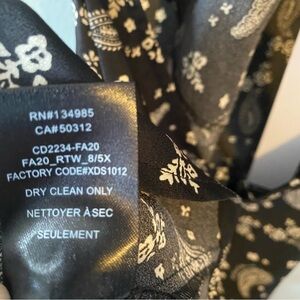 RN#134985
CA#50312
CD2234-FA20
FA20_RTW_8/5X
FACTORY CODE#XDS1012
DRY CLEAN ONLY
NETTOYER À SEC
SEULEMENT